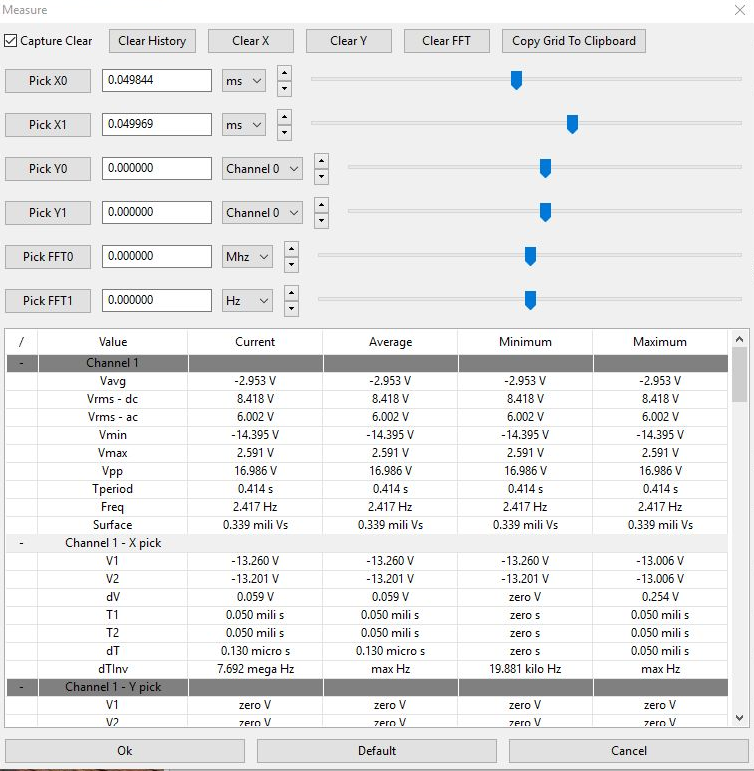 Measure
Capture Clear Clear History Clear X Clear Y Clear FFT Copy Grid To Clipboard
Pick X0 0.049844 ms
Pick X1 0.049969 ms
Pick Y0 0.000000 Channel 0
Pick Y1 0.000000 Channel 0
Pick FFT0 0.000000 Mhz
Pick FFT1 0.000000 Hz
/ Value Current Average Minimum Maximum
- Channel 1
Vavg -2.953 V -2.953 V -2.953 V -2.953 V
Vrms - dc 8.418 V 8.418 V 8.418 V 8.418 V
Vrms - ac 6.002 V 6.002 V 6.002 V 6.002 V
Vmin -14.395 V -14.395 V -14.395 V -14.395 V
Vmax 2.591 V 2.591 V 2.591 V 2.591 V
Vpp 16.986 V 16.986 V 16.986 V 16.986 V
Tperiod 0.414 s 0.414 s 0.414 s 0.414 s
Freq 2.417 Hz 2.417 Hz 2.417 Hz 2.417 Hz
Surface 0.339 mili Vs 0.339 mili Vs 0.339 mili Vs 0.339 mili Vs
- Channel 1 - X pick
V1 -13.260 V -13.260 V -13.260 V -13.006 V
V2 -13.201 V -13.201 V -13.201 V -13.006 V
dV 0.059 V 0.059 V zero V 0.254 V
T1 0.050 mili s 0.050 mili s zero s 0.050 mili s
T2 0.050 mili s 0.050 mili s zero s 0.050 mili s
dT 0.130 micro s 0.130 micro s zero s 0.050 mili s
dTInv 7.692 mega Hz max Hz 19.881 kilo Hz max Hz
- Channel 1 - Y pick
V1 zero V zero V zero V zero V
V2 zero V zero V zero V zero V
Ok Default Cancel